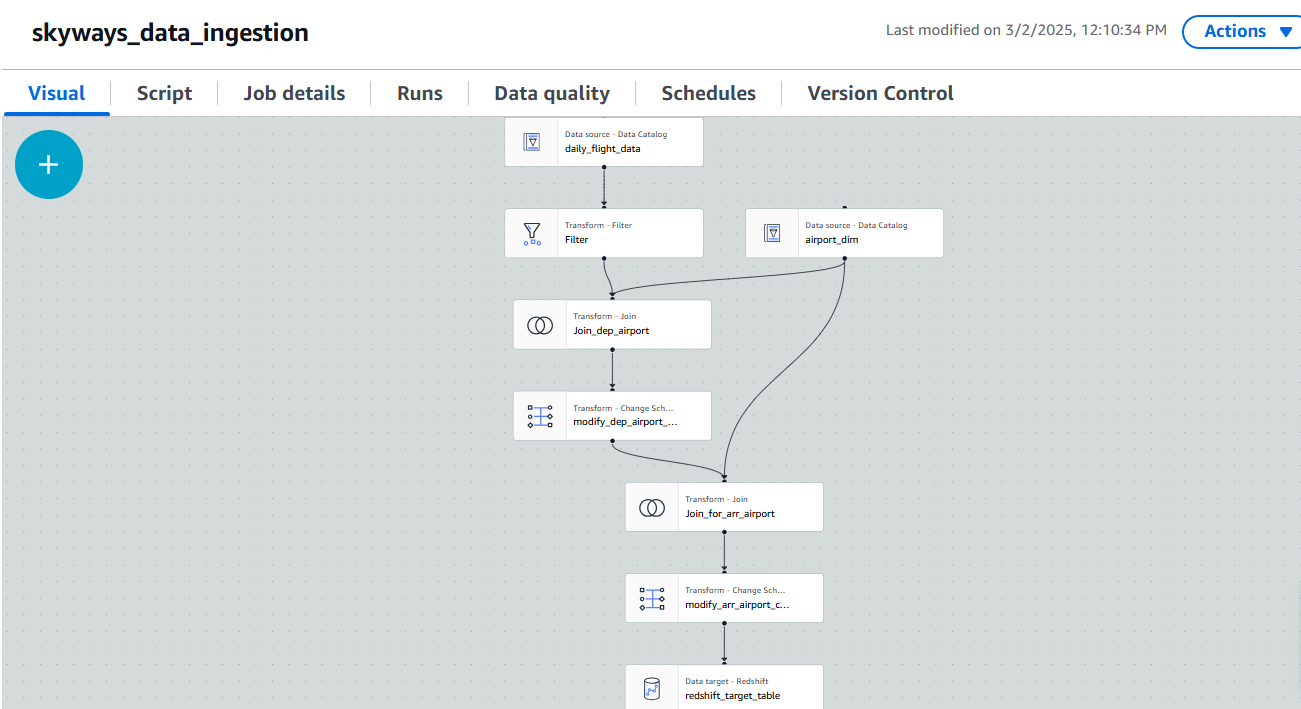 skyways_data_ingestion
Last modified on 3/2/2025, 12:10:34 PM
Actions
Visual
Script
Job details
Runs
Data quality
Schedules
Version Control
Data source - Data Catalog
daily_flight_data
Transform - Filter
Filter
Data source - Data Catalog
airport_dim
Transform - Join
Join_dep_airport
Transform - Change Sch...
modify_dep_airport_...
Transform - Join
Join_for_arr_airport
Transform - Change Sch...
modify_arr_airport_c...
Data target - Redshift
redshift_target_table